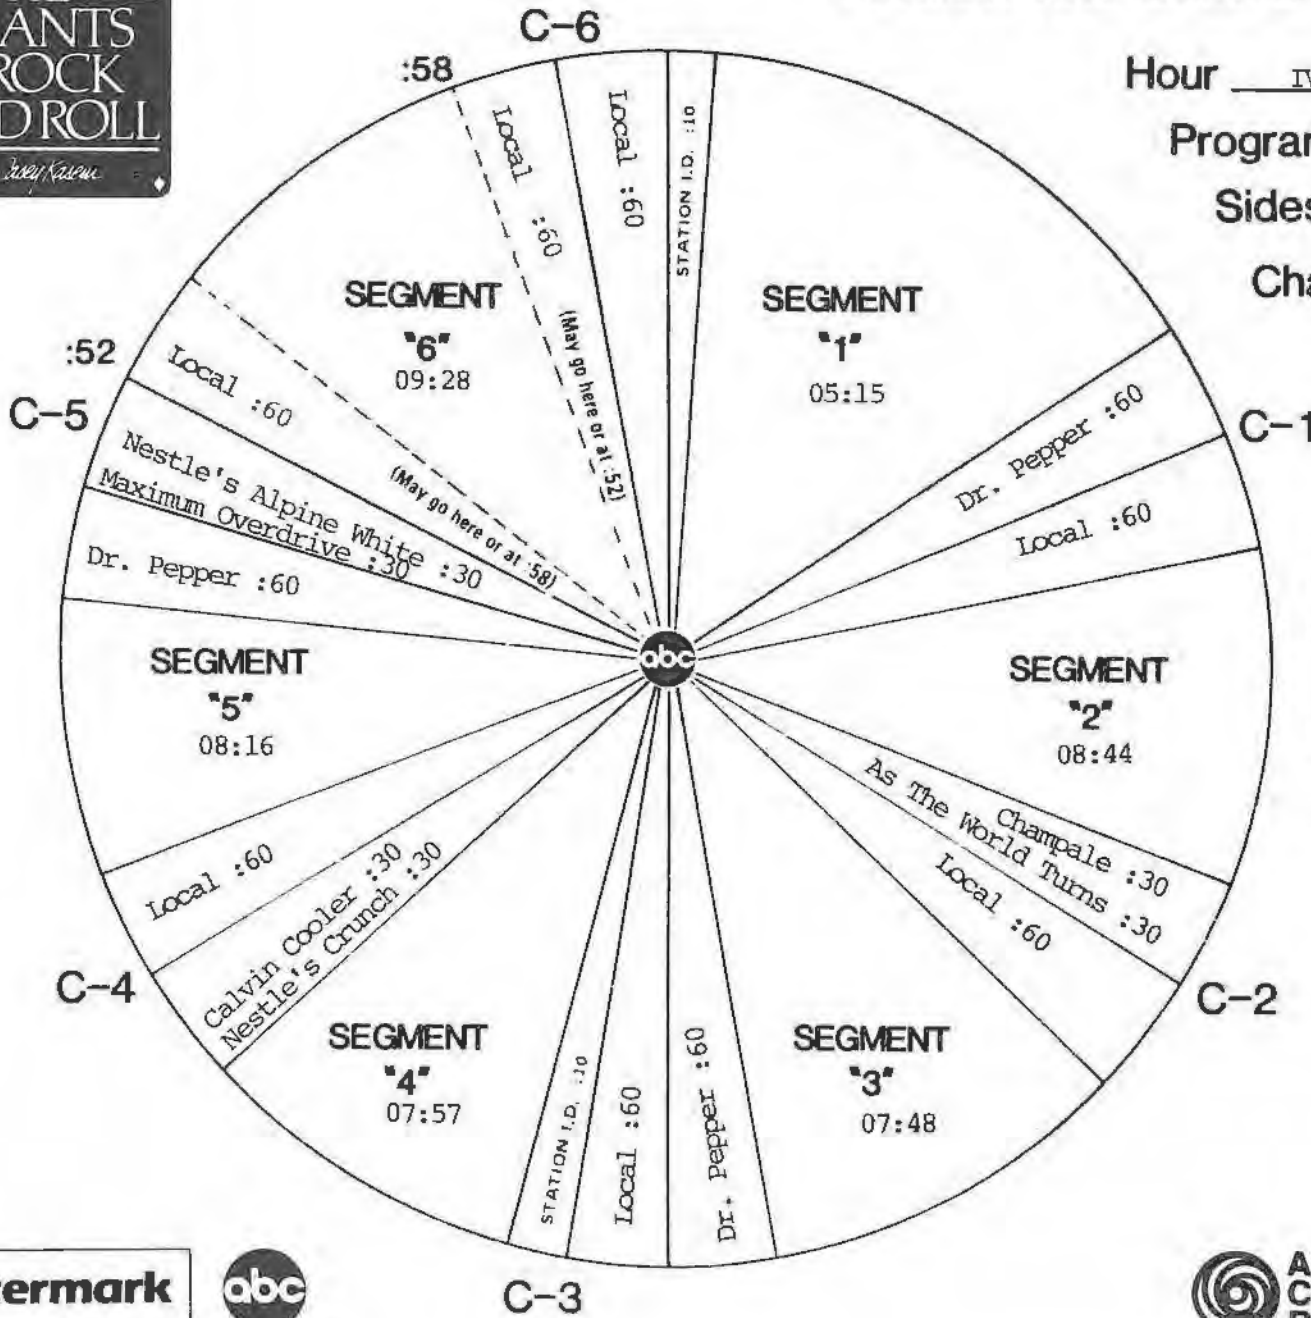 ANTS
ROCK
D ROLL
Casey Kasem
Hour
Sides
C-6
:58
Local :60
Local :60
STATION I.D. :10
SEGMENT
"1"
05:15
Dr. Pepper :60
C-1
Local :60
SEGMENT
"2"
08:44
Champale :30
As The World Turns :30
C-2
Local :60
SEGMENT
"3"
07:48
Dr. Pepper :60
C-3
Local :60
STATION I.D. :10
SEGMENT
"4"
07:57
Calvin Cooler :30
Nestle's Crunch :30
C-4
Local :60
SEGMENT
"5"
08:16
Dr. Pepper :60
Nestle's Alpine White :30
Maximum Overdrive :30
C-5
:52
Local :60
(May go here or at :58)
SEGMENT
"6"
09:28
(May go here or at :52)
abc
termark
abc